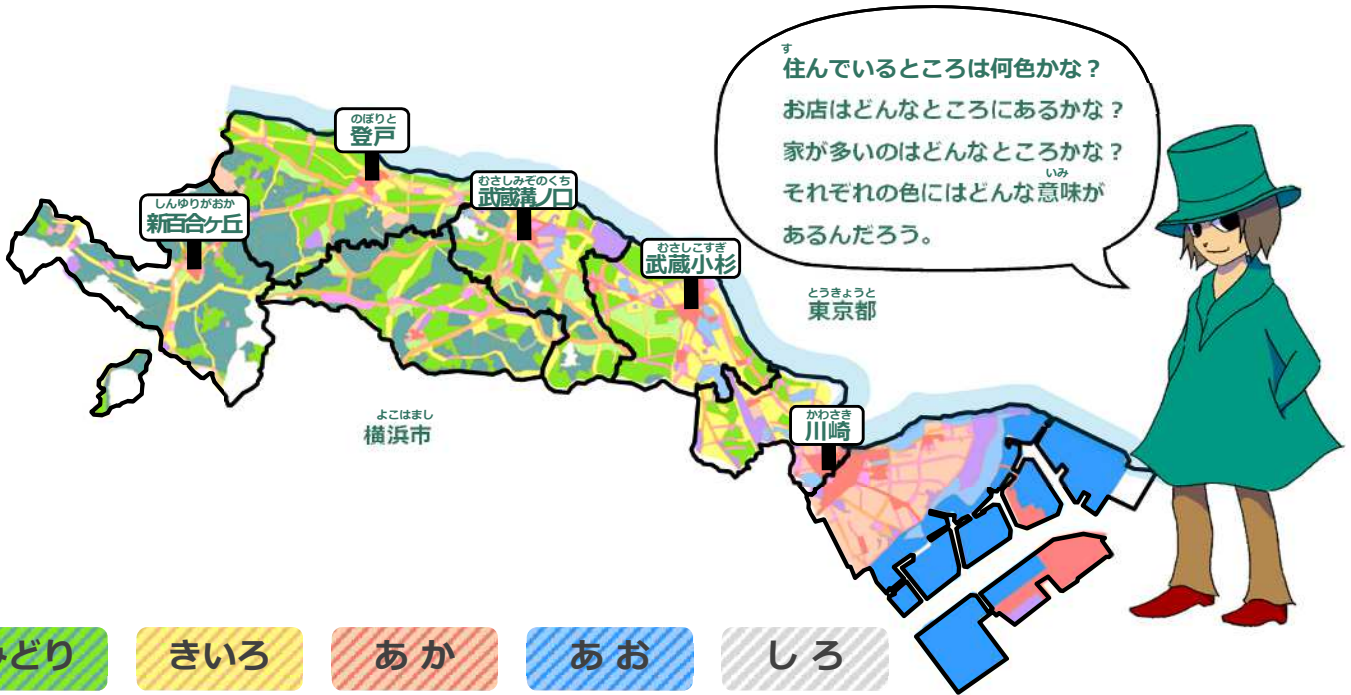 住んでいるところは何色かな？
お店はどんなところにあるかな？
家が多いのはどんなところかな？
それぞれの色にはどんな意味が
あるんだろう。
す
いみ
のぼりと
登戸
しんゆりがおか
新百合ヶ丘
むさしみぞのくち
武蔵溝ノ口
むさしこすぎ
武蔵小杉
とうきょうと
東京都
よこはまし
横浜市
かわさき
川崎
みどり
きいろ
あか
あお
しろ